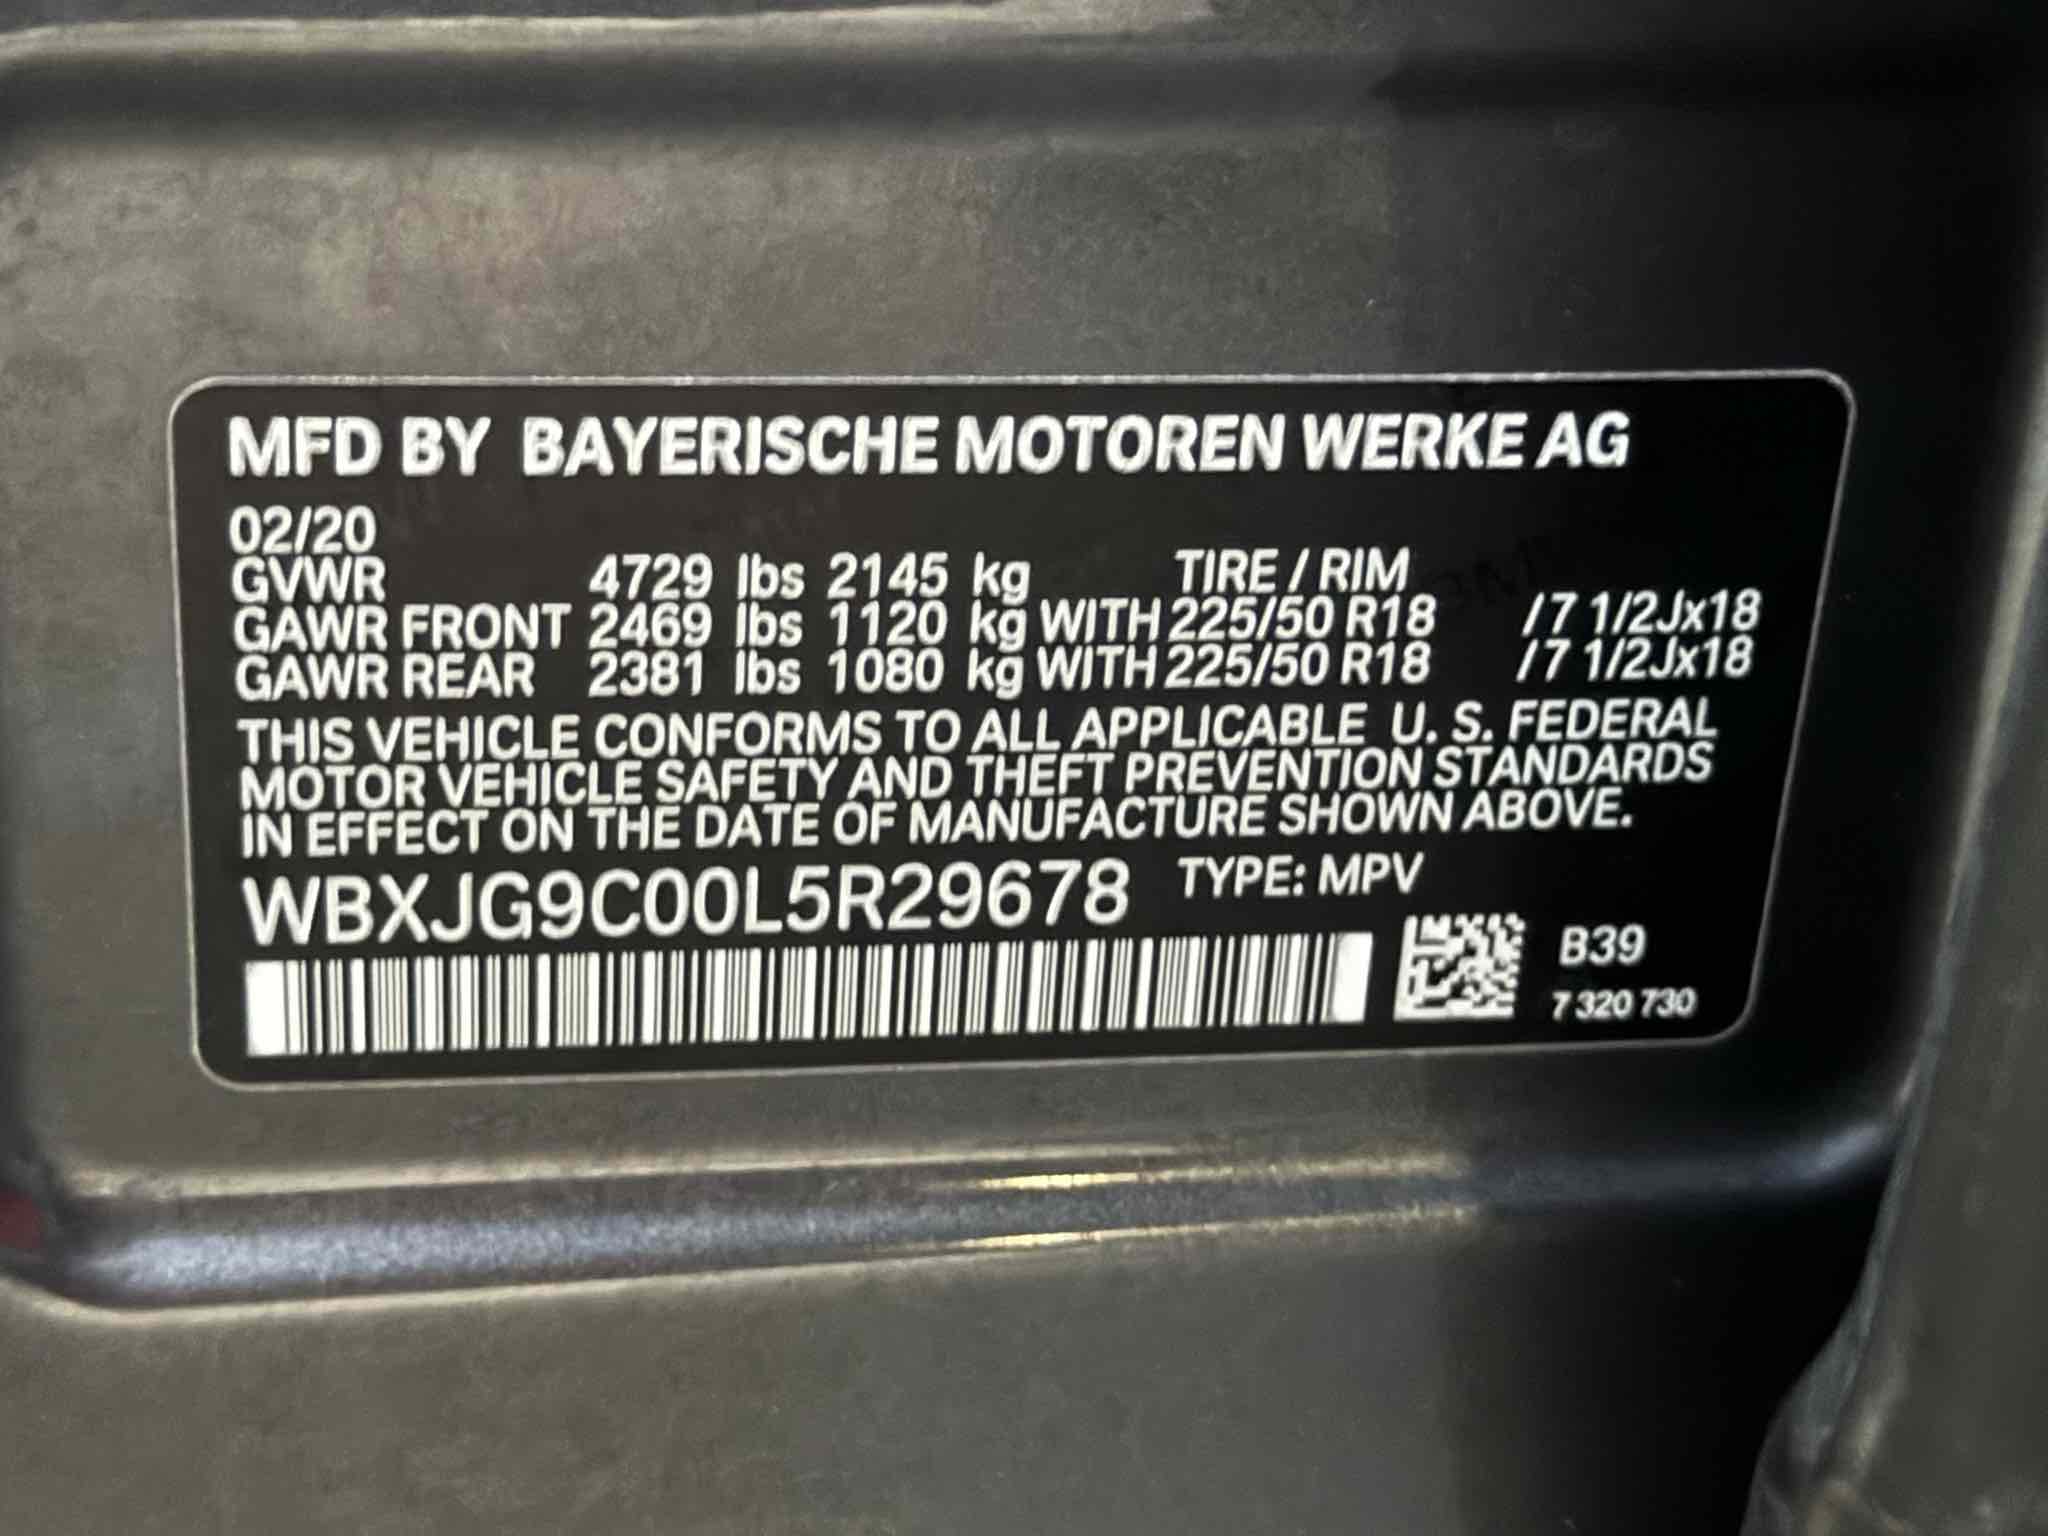 MFD BY BAYERISCHE MOTOREN WERKE AG
02/20
GVWR 4729 lbs 2145 kg TIRE / RIM
GAWR FRONT 2469 lbs 1120 kg WITH 225/50 R18 /7 1/2Jx18
GAWR REAR 2381 lbs 1080 kg WITH 225/50 R18 /7 1/2Jx18
THIS VEHICLE CONFORMS TO ALL APPLICABLE U. S. FEDERAL
MOTOR VEHICLE SAFETY AND THEFT PREVENTION STANDARDS
IN EFFECT ON THE DATE OF MANUFACTURE SHOWN ABOVE.
WBXJG9C00L5R29678 TYPE: MPV
B39
7 320 730